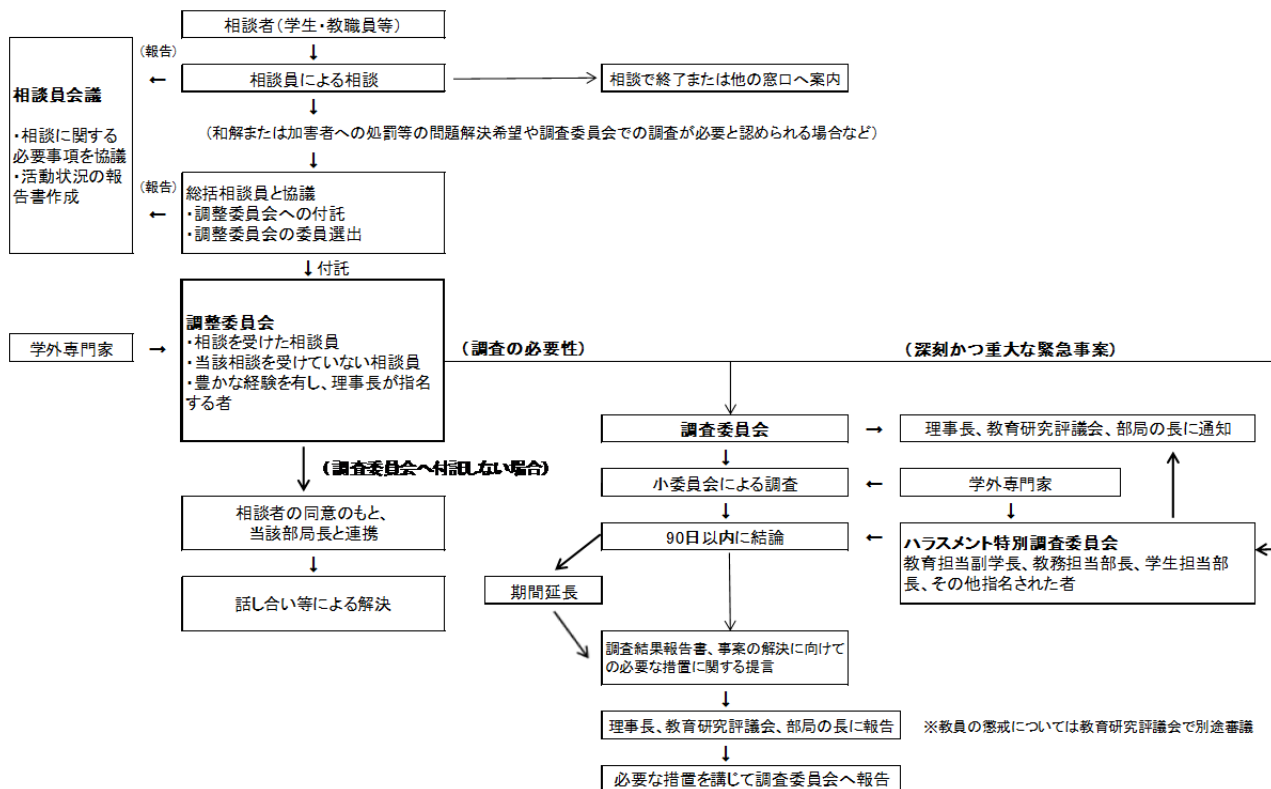 相談者(学生・教職員等)
(報告)
相談員会議
・相談に関する
必要事項を協議
・活動状況の報
告書作成
相談員による相談
相談で終了または他の窓口へ案内
(和解または加害者への処罰等の問題解決希望や調査委員会での調査が必要と認められる場合など)
(報告)
総括相談員と協議
・調整委員会への付託
・調整委員会の委員選出
付託
学外専門家
調整委員会
・相談を受けた相談員
・当該相談を受けていない相談員
・豊かな経験を有し、理事長が指名
する者
(調査の必要性)
(深刻かつ重大な緊急事案)
調査委員会
理事長、教育研究評議会、部局の長に通知
(調査委員会へ付託しない場合)
小委員会による調査
学外専門家
相談者の同意のもと、
当該部局長と連携
90日以内に結論
ハラスメント特別調査委員会
教育担当副学長、教務担当部長、学生担当部
長、その他指名された者
期間延長
話し合い等による解決
調査結果報告書、事案の解決に向けて
の必要な措置に関する提言
理事長、教育研究評議会、部局の長に報告
※教員の懲戒については教育研究評議会で別途審議
必要な措置を講じて調査委員会へ報告